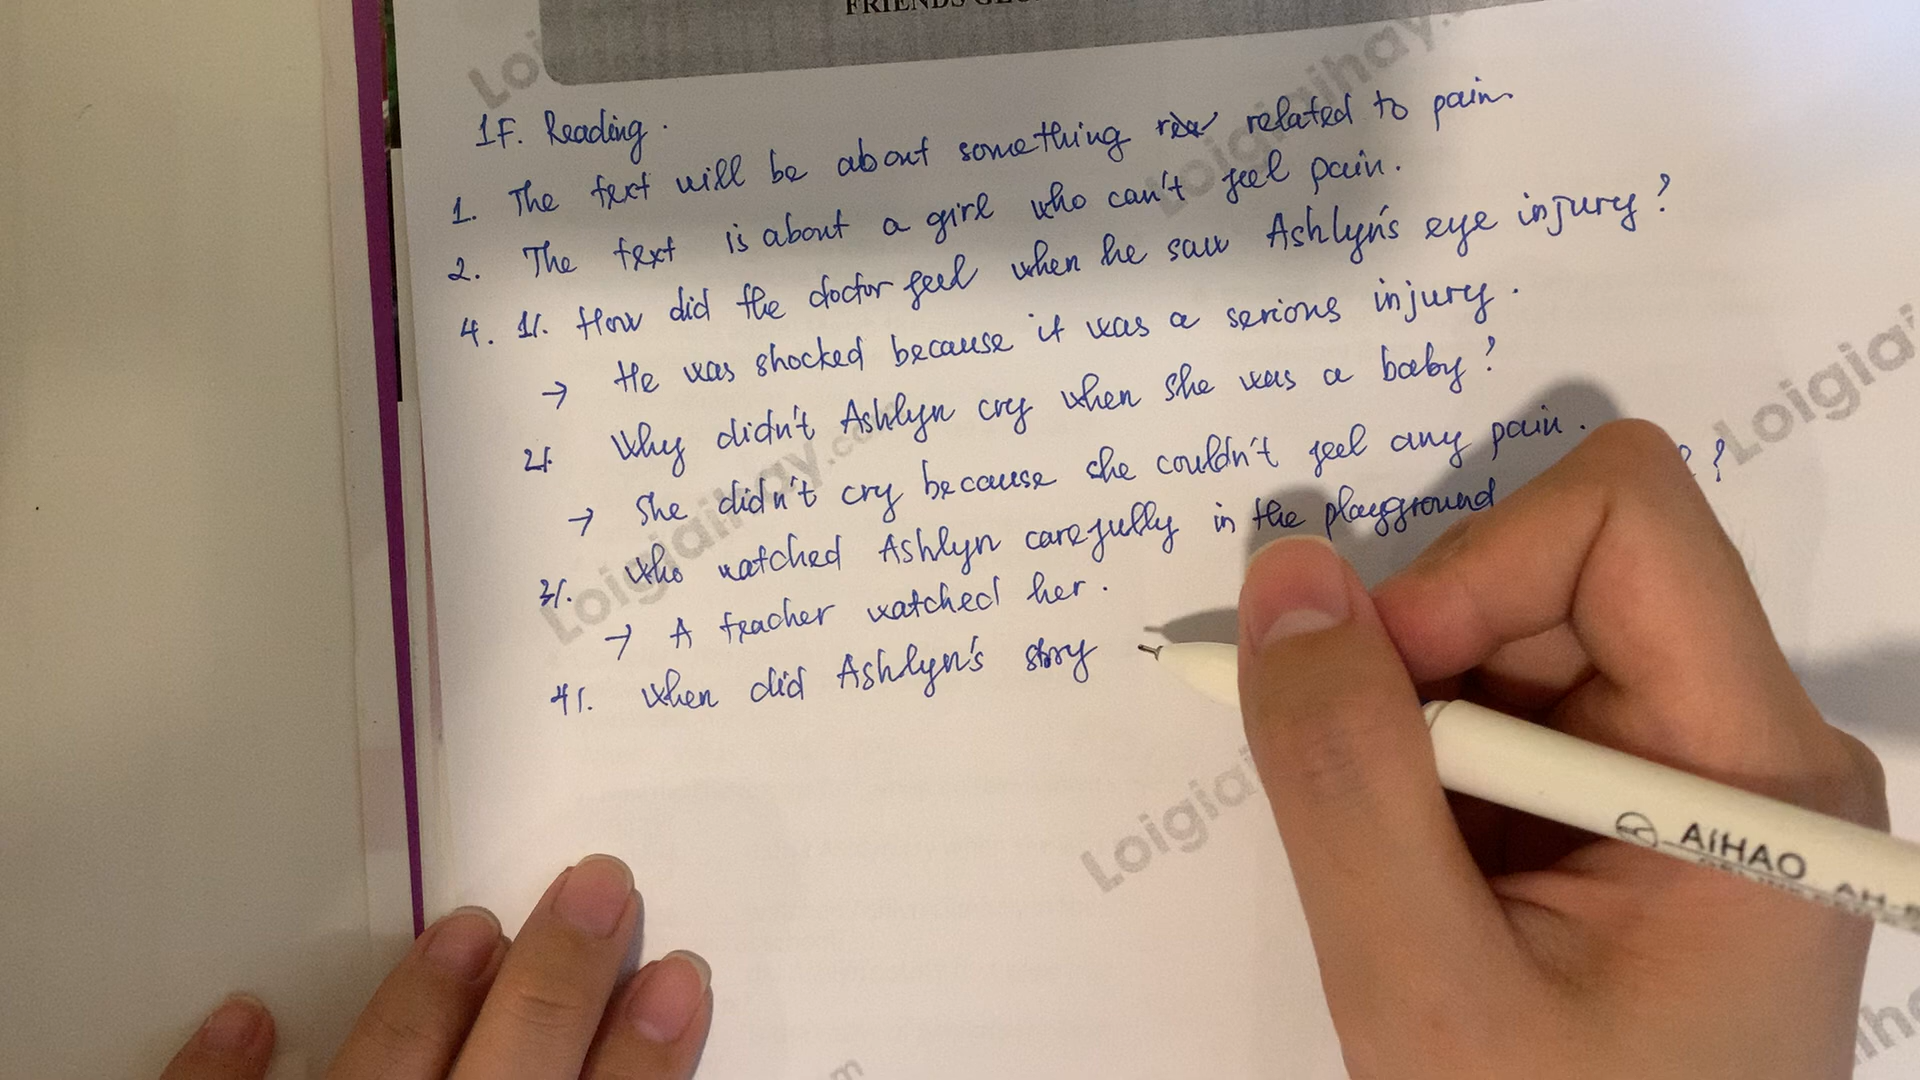 FRIENDS
1F. Reading.
1. The text will be about something related to pain.
2. The text is about a girl who can't feel pain.
4. 1/. How did the doctor feel when he saw Ashlyn's eye injury?
→ He was shocked because it was a serious injury.
2/. Why didn't Ashlyn cry when she was a baby?
→ She didn't cry because she couldn't feel any pain.
3/. Who watched Ashlyn carefully in the playground ?
→ A teacher watched her.
4/. When did Ashlyn's story
Loigiaihay.com
AIHAO